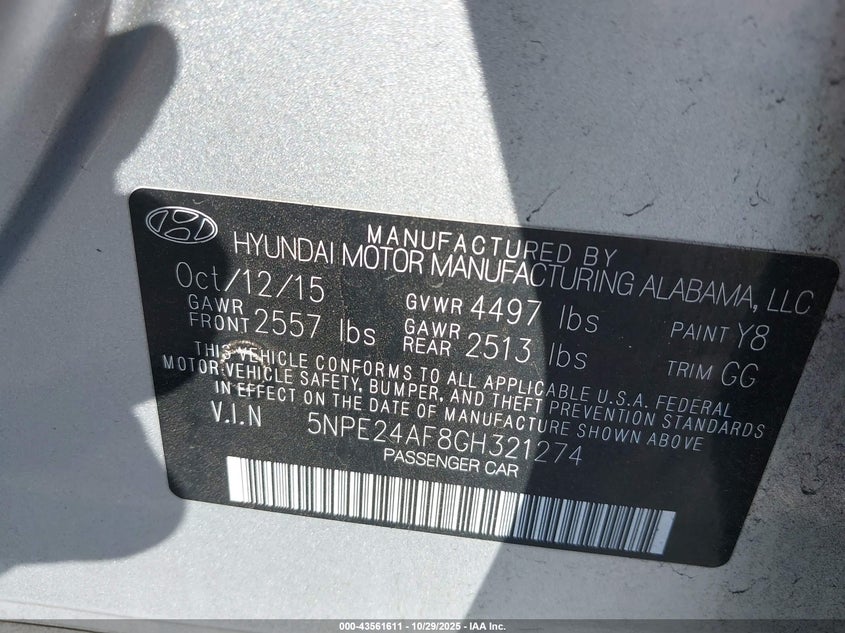 MANUFACTURED BY
HYUNDAI MOTOR MANUFACTURING ALABAMA, LLC
Oct/12/15 GVWR 4497 lbs PAINT Y8
GAWR FRONT 2557 lbs GAWR REAR 2513 lbs TRIM GG
THIS VEHICLE CONFORMS TO ALL APPLICABLE U.S.A. FEDERAL
MOTOR VEHICLE SAFETY, BUMPER, AND THEFT PREVENTION STANDARDS
IN EFFECT ON THE DATE OF MANUFACTURE SHOWN ABOVE
V.I.N 5NPE24AF8GH321274
PASSENGER CAR
000-43561611 - 10/29/2025 - IAA Inc.